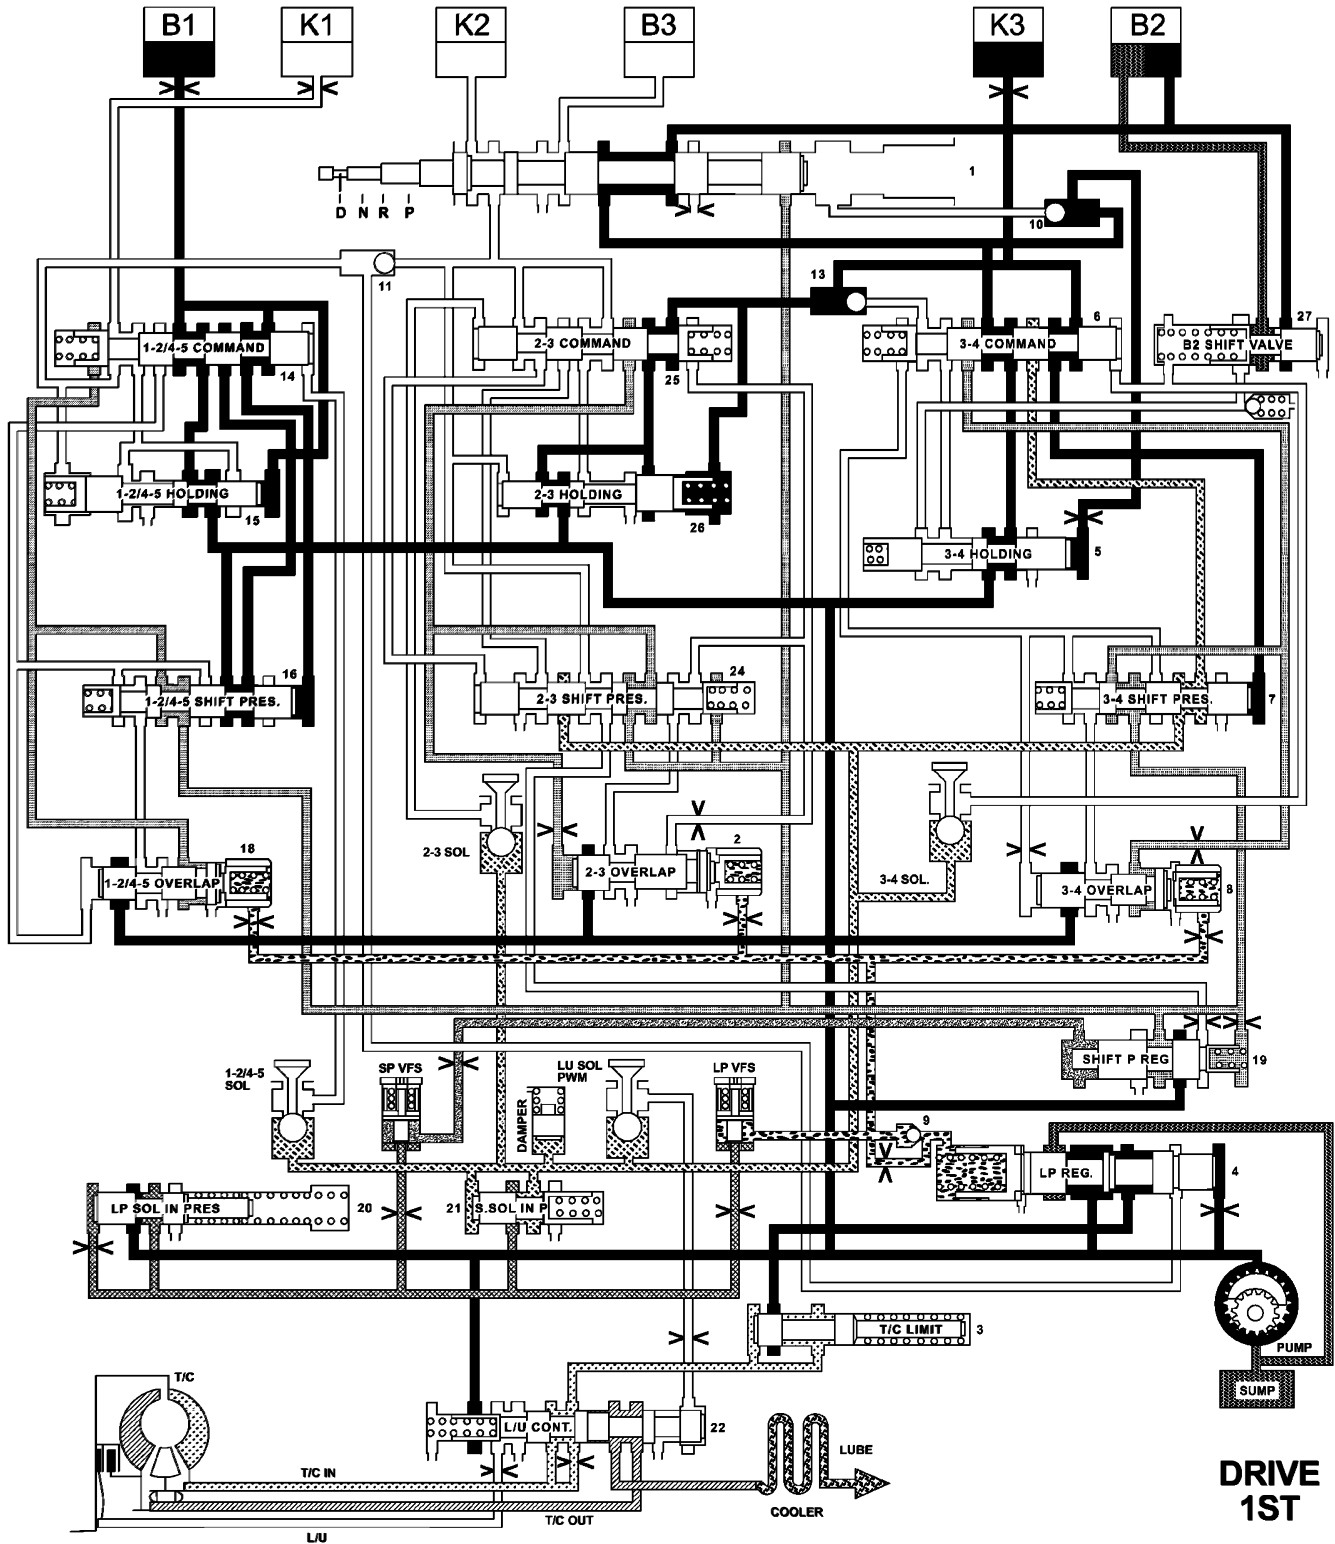 B1 K1 K2 B3 K3 B2
1
D N R P
10
11
13
27
6
1-2/4-5 COMMAND
2-3 COMMAND
3-4 COMMAND
B2 SHIFT VALVE
14
25
1-2/4-5 HOLDING
2-3 HOLDING
15
26
3-4 HOLDING
5
16
24
1-2/4-5 SHIFT PRES.
2-3 SHIFT PRES.
3-4 SHIFT PRES.
7
2-3 SOL
18
2
1-2/4-5 OVERLAP
2-3 OVERLAP
3-4 SOL.
3-4 OVERLAP
8
SHIFT P REG
19
1-2/4-5
SOL
SP VFS
LU SOL
PWM
LP VFS
DAMPER
9
LP REG.
4
LP SOL IN PRES
20
21
S.SOL IN P
T/C LIMIT
3
PUMP
SUMP
T/C
L/U CONT.
22
T/C IN
LUBE
COOLER
T/C OUT
L/U
DRIVE
1ST